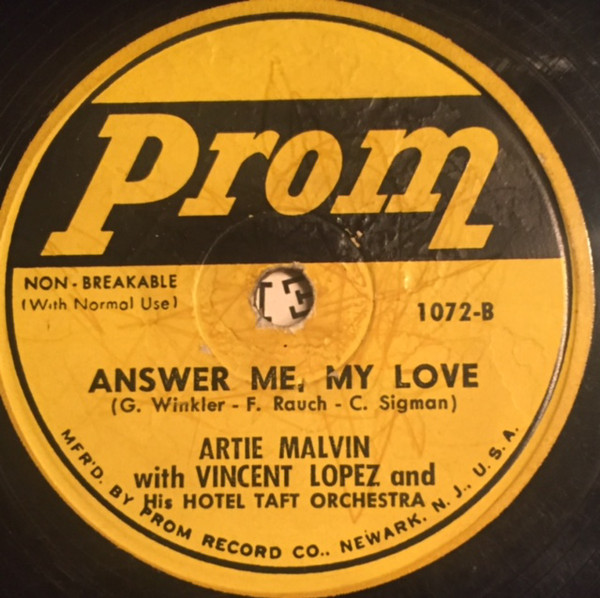 Prom
NON-BREAKABLE
(With Normal Use)
1072-B
ANSWER ME, MY LOVE
(G. Winkler - F. Rauch - C. Sigman)
ARTIE MALVIN
with VINCENT LOPEZ and
His HOTEL TAFT ORCHESTRA
MFR'D. BY PROM RECORD CO., NEWARK, N. J., U. S. A.